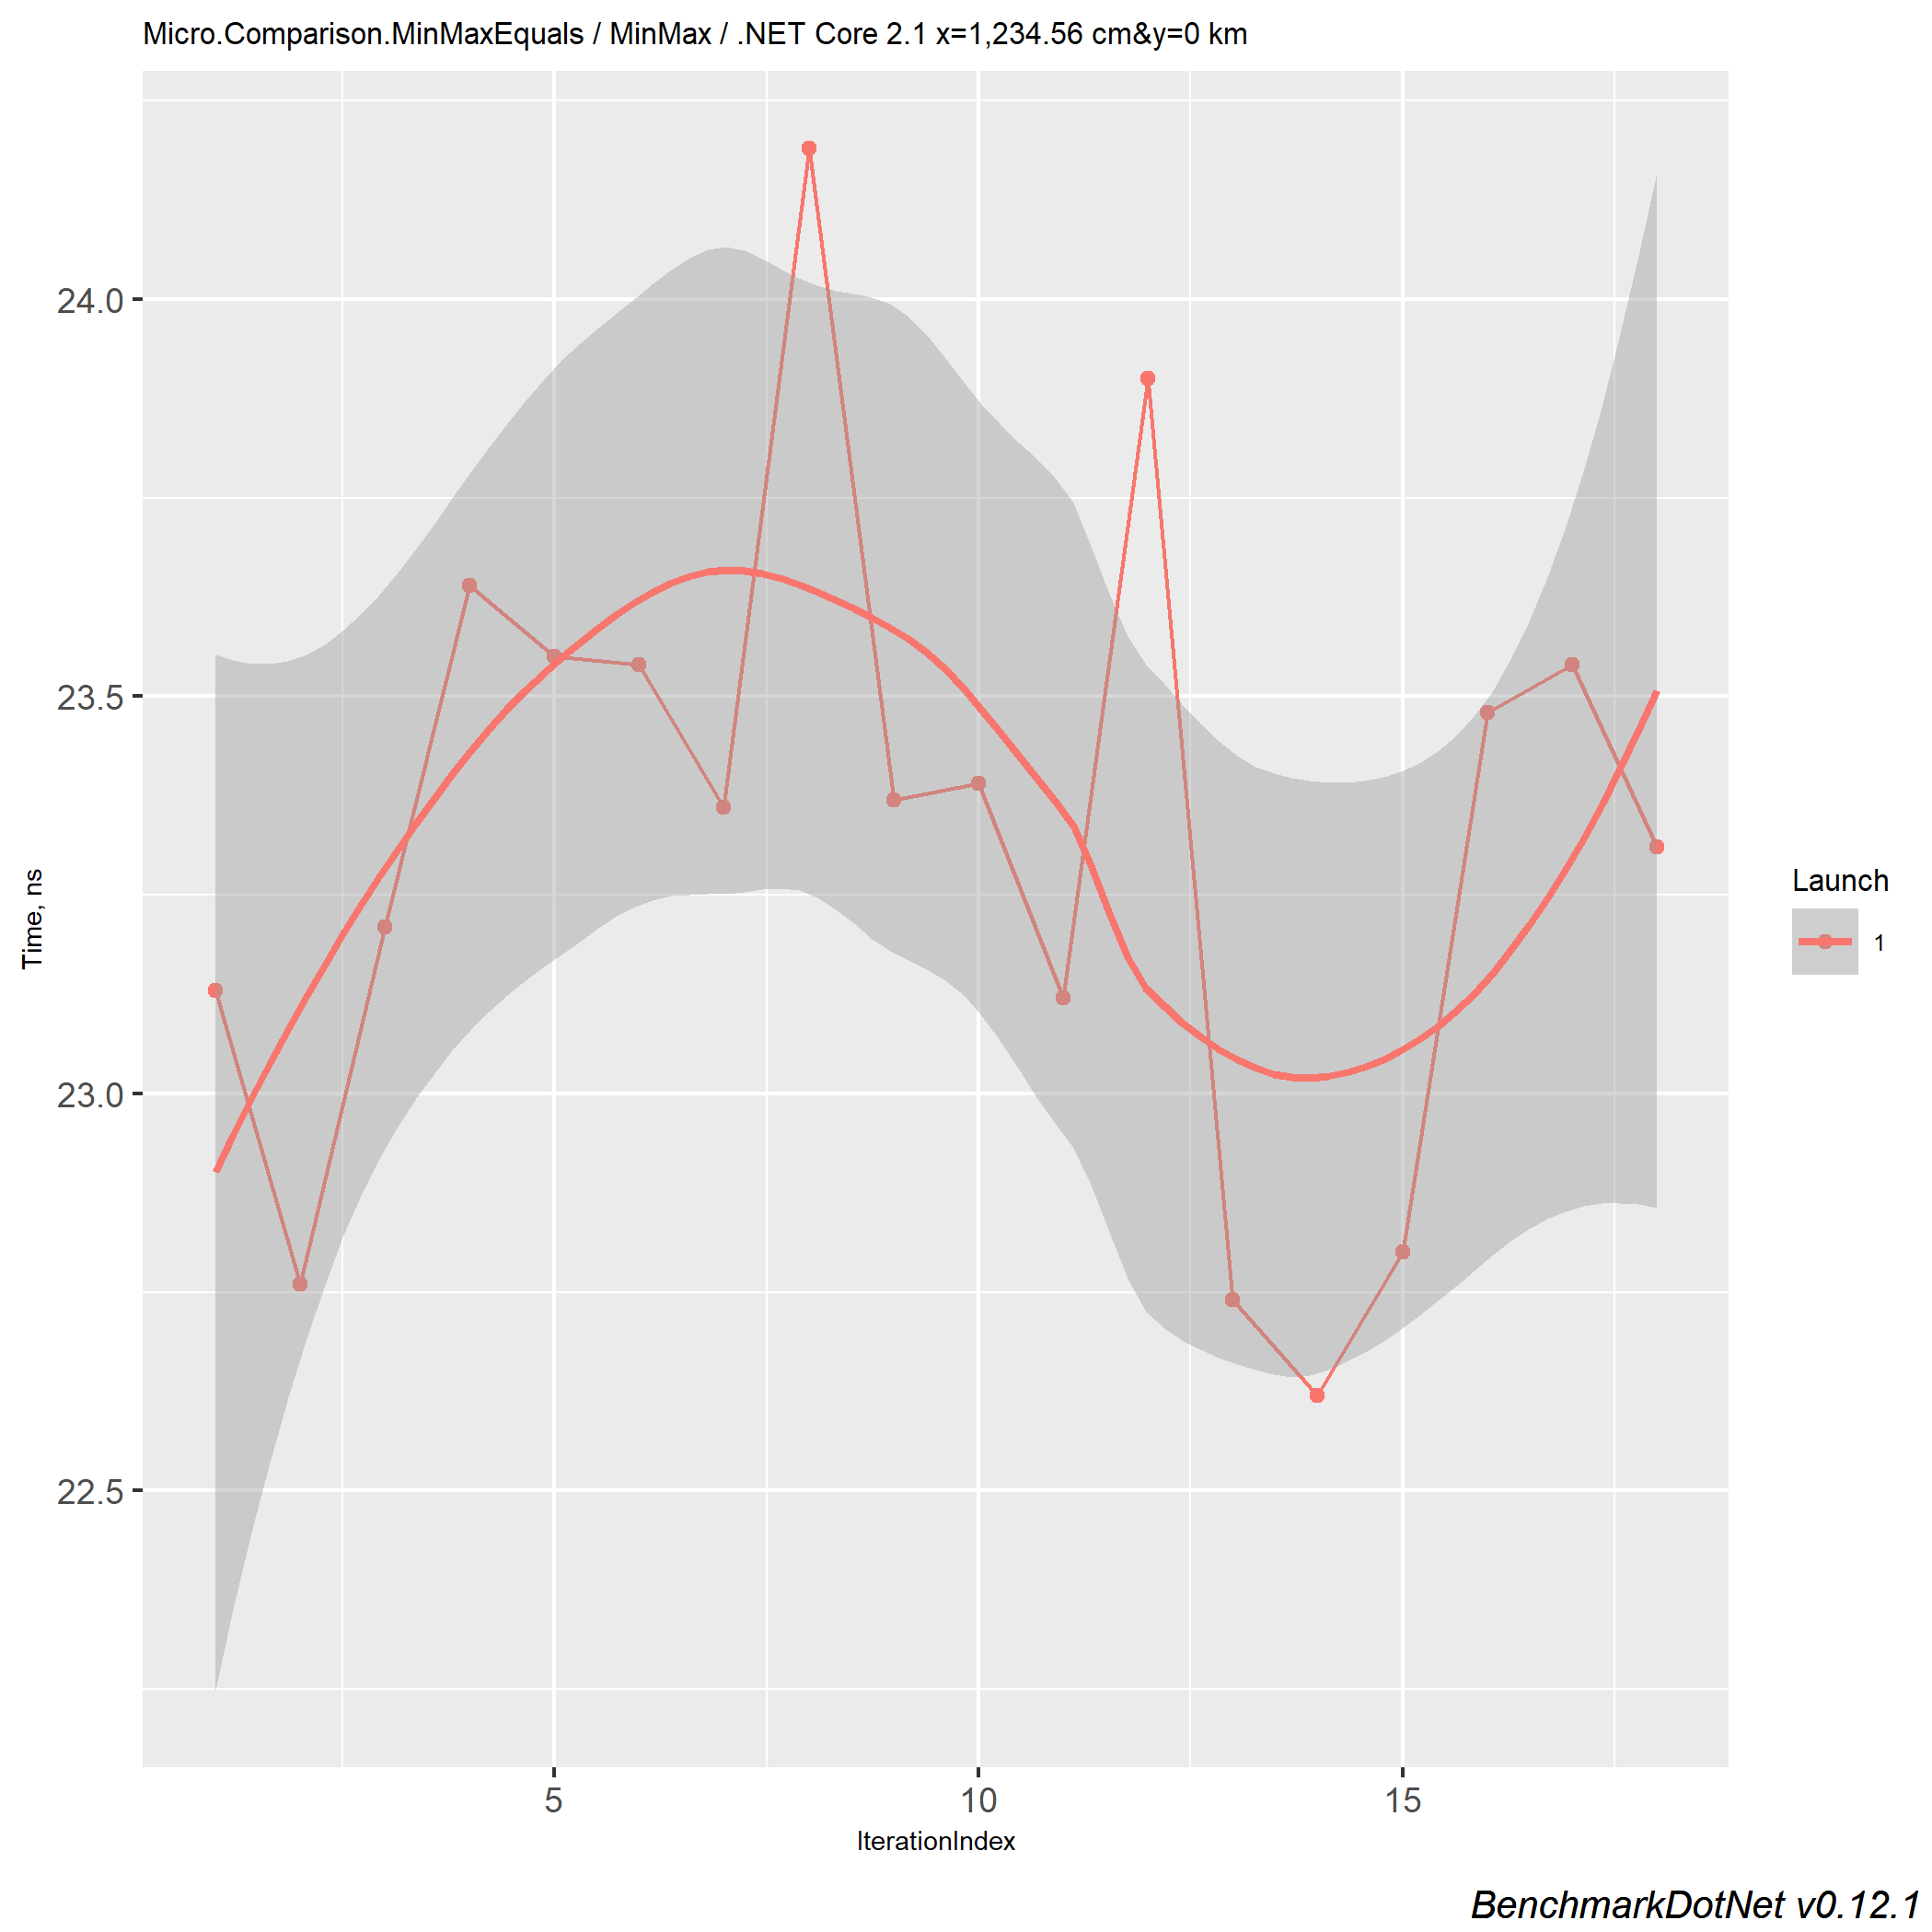 Micro.Comparison.MinMaxEquals / MinMax / .NET Core 2.1 x=1,234.56 cm&y=0 km
24.0
23.5
23.0
22.5
Time, ns
5 10 15
IterationIndex
Launch
1
BenchmarkDotNet v0.12.1